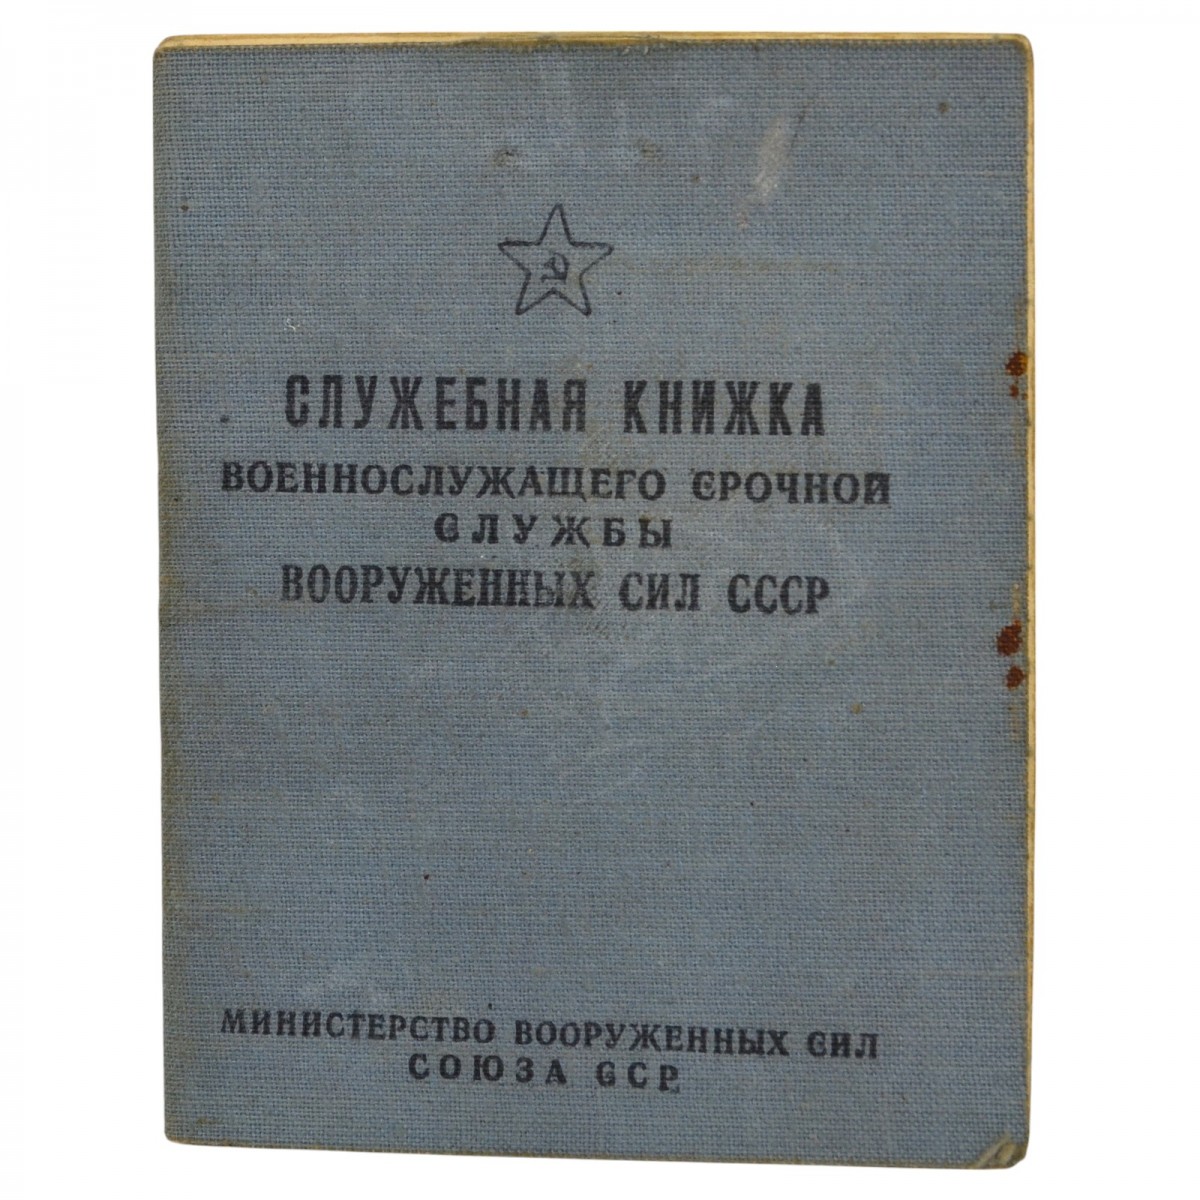 СЛУЖЕБНАЯ КНИЖКА
ВОЕННОСЛУЖАЩЕГО СРОЧНОЙ
СЛУЖБЫ
ВООРУЖЕННЫХ СИЛ СССР
МИНИСТЕРСТВО ВООРУЖЕННЫХ СИЛ
СОЮЗА ССР